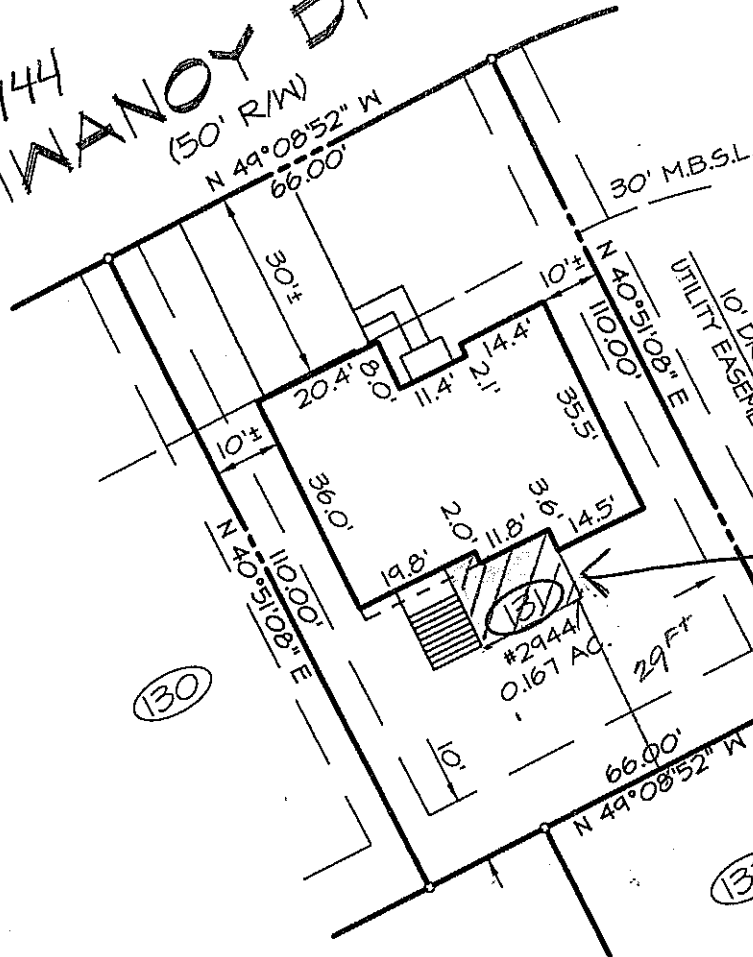 144
WANOY
(50' R/W)
N 49°08'52" W
66.00'
30' M.B.S.L
30'±
10'±
N 40°51'08" E
110.00'
10'
UTILITY
20.4'
8.0'
11.4'
2.1'
14.4'
35.5'
10'±
36.0'
19.8'
2.0'
11.8'
3.6'
14.5'
N 40°51'08" E
110.00'
131
#2944
0.167 AC.
29 FT
130
10'
66.00'
N 49°08'52" W